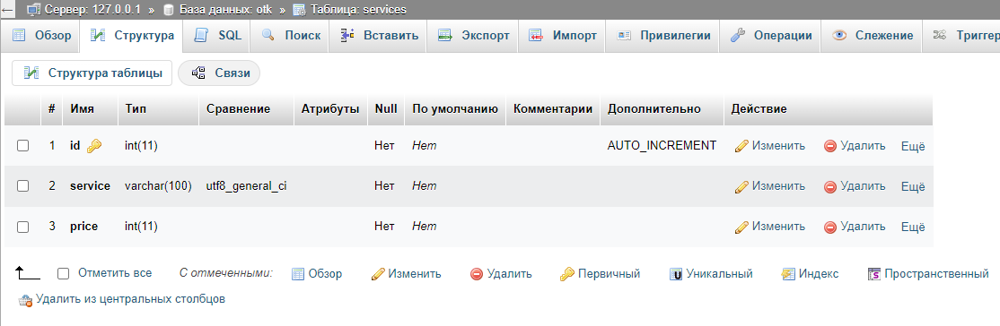 ← Сервер: 127.0.0.1 » База данных: otk » Таблица: services
Обзор Структура SQL Поиск Вставить Экспорт Импорт Привилегии Операции Слежение Триггер
Структура таблицы Связи
# Имя Тип Сравнение Атрибуты Null По умолчанию Комментарии Дополнительно Действие
1 id int(11) Нет Нет AUTO_INCREMENT Изменить Удалить Ещё
2 service varchar(100) utf8_general_ci Нет Нет Изменить Удалить Ещё
3 price int(11) Нет Нет Изменить Удалить Ещё
Отметить все С отмеченными: Обзор Изменить Удалить Первичный Уникальный Индекс Пространственный
Удалить из центральных столбцов